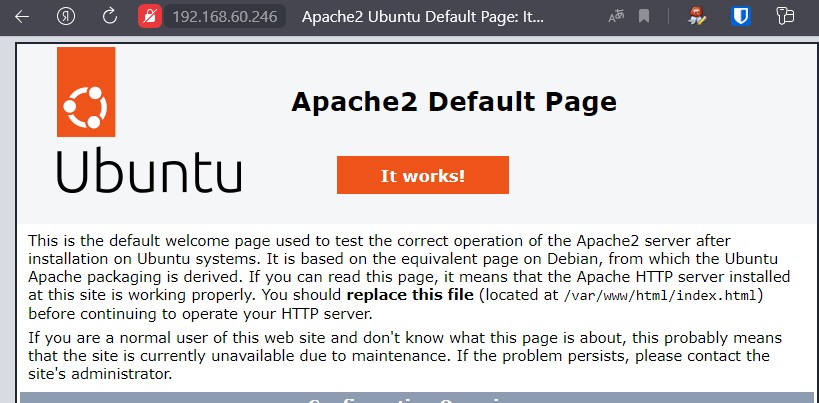 192.168.60.246 Apache2 Ubuntu Default Page: It...
Apache2 Default Page
Ubuntu
It works!
This is the default welcome page used to test the correct operation of the Apache2 server after
installation on Ubuntu systems. It is based on the equivalent page on Debian, from which the Ubuntu
Apache packaging is derived. If you can read this page, it means that the Apache HTTP server installed
at this site is working properly. You should replace this file (located at /var/www/html/index.html)
before continuing to operate your HTTP server.
If you are a normal user of this web site and don't know what this page is about, this probably means
that the site is currently unavailable due to maintenance. If the problem persists, please contact the
site's administrator.